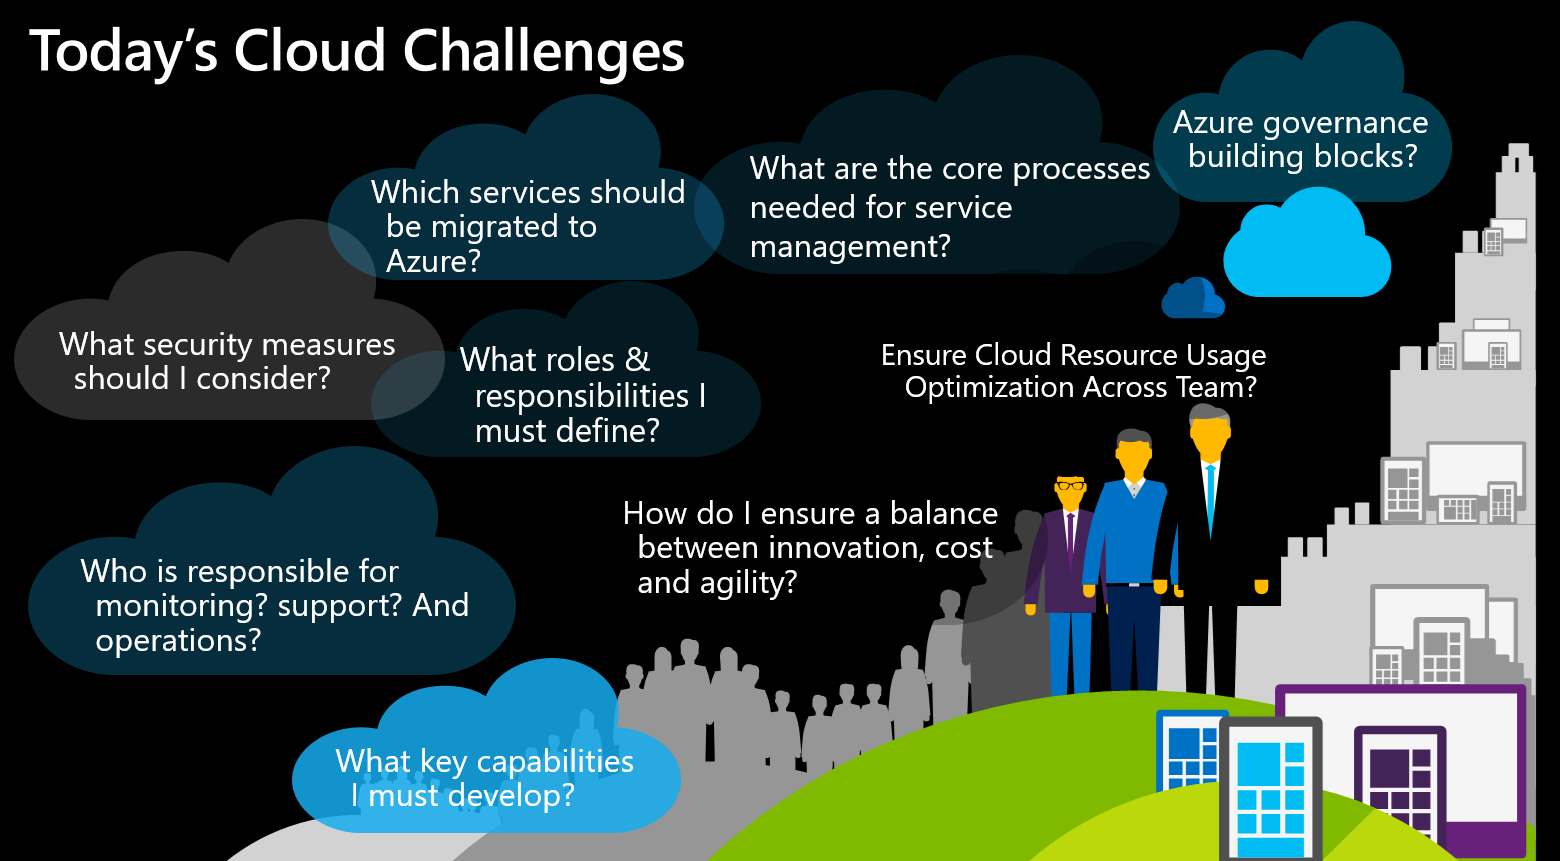 Today’s Cloud Challenges
Azure governance
building blocks?
What are the core processes
needed for service
management?
Which services should
be migrated to
Azure?
What security measures
should I consider?
What roles &
responsibilities I
must define?
Ensure Cloud Resource Usage
Optimization Across Team?
How do I ensure a balance
between innovation, cost
and agility?
Who is responsible for
monitoring? support? And
operations?
What key capabilities
I must develop?